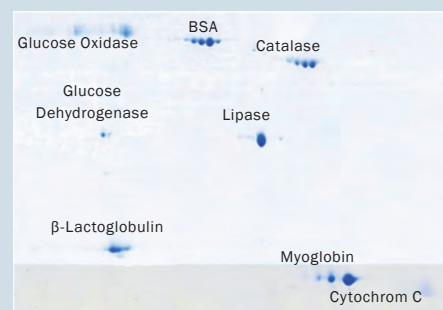 BSA
Glucose Oxidase
Catalase
Glucose
Dehydrogenase
Lipase
β-Lactoglobulin
Myoglobin
Cytochrom C